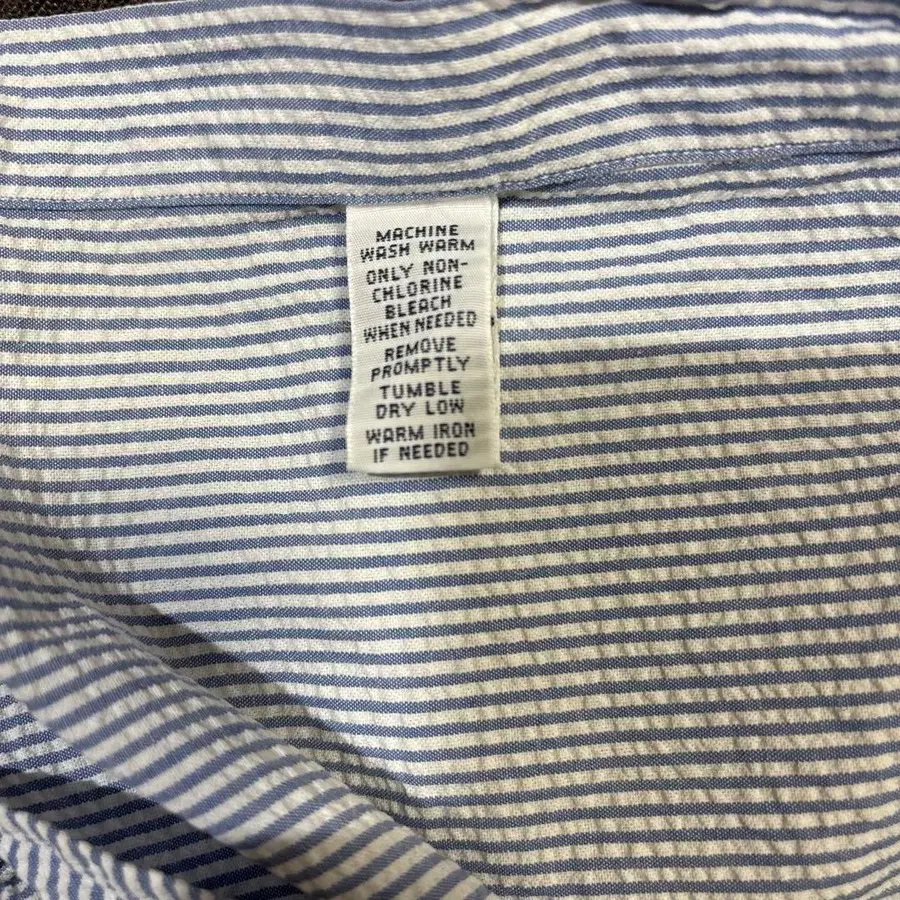 MACHINE
WASH WARM
ONLY NON-
CHLORINE
BLEACH
WHEN NEEDED
REMOVE
PROMPTLY
TUMBLE
DRY LOW
WARM IRON
IF NEEDED